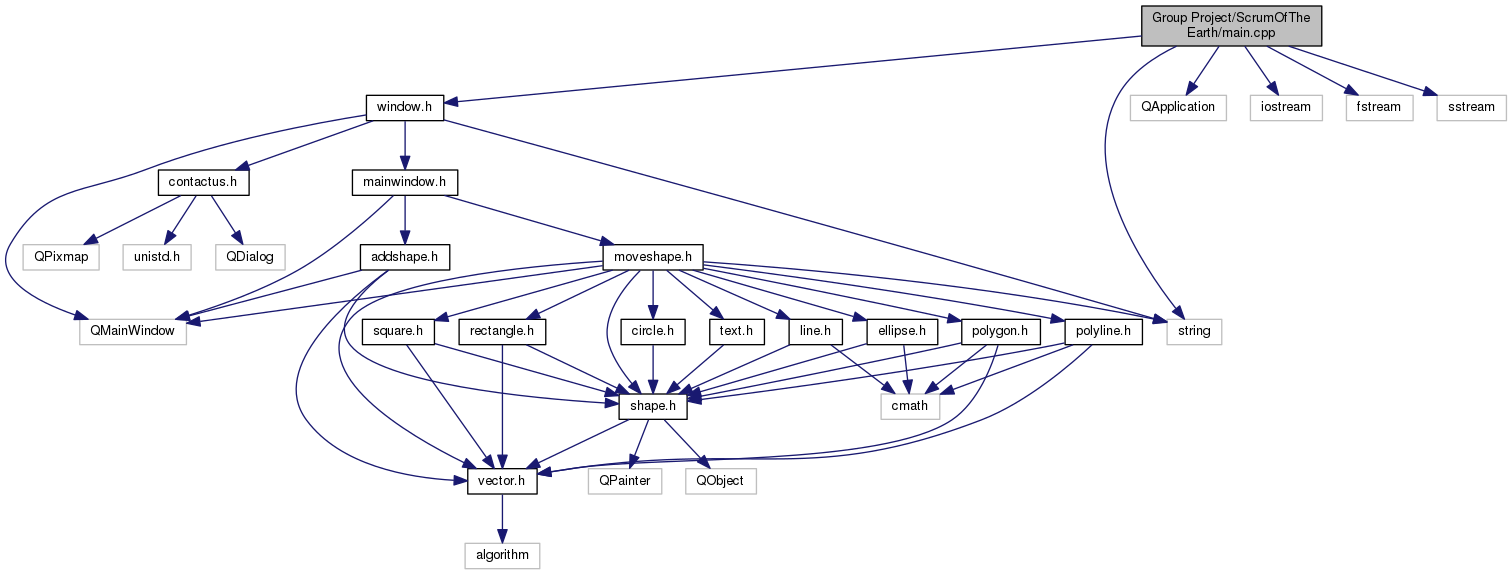 Group Project/ScrumOfThe
Earth/main.cpp
window.h
QApplication
iostream
fstream
sstream
contactus.h
mainwindow.h
QPixmap
unistd.h
QDialog
addshape.h
moveshape.h
QMainWindow
square.h
rectangle.h
circle.h
text.h
line.h
ellipse.h
polygon.h
polyline.h
string
shape.h
cmath
vector.h
QPainter
QObject
algorithm